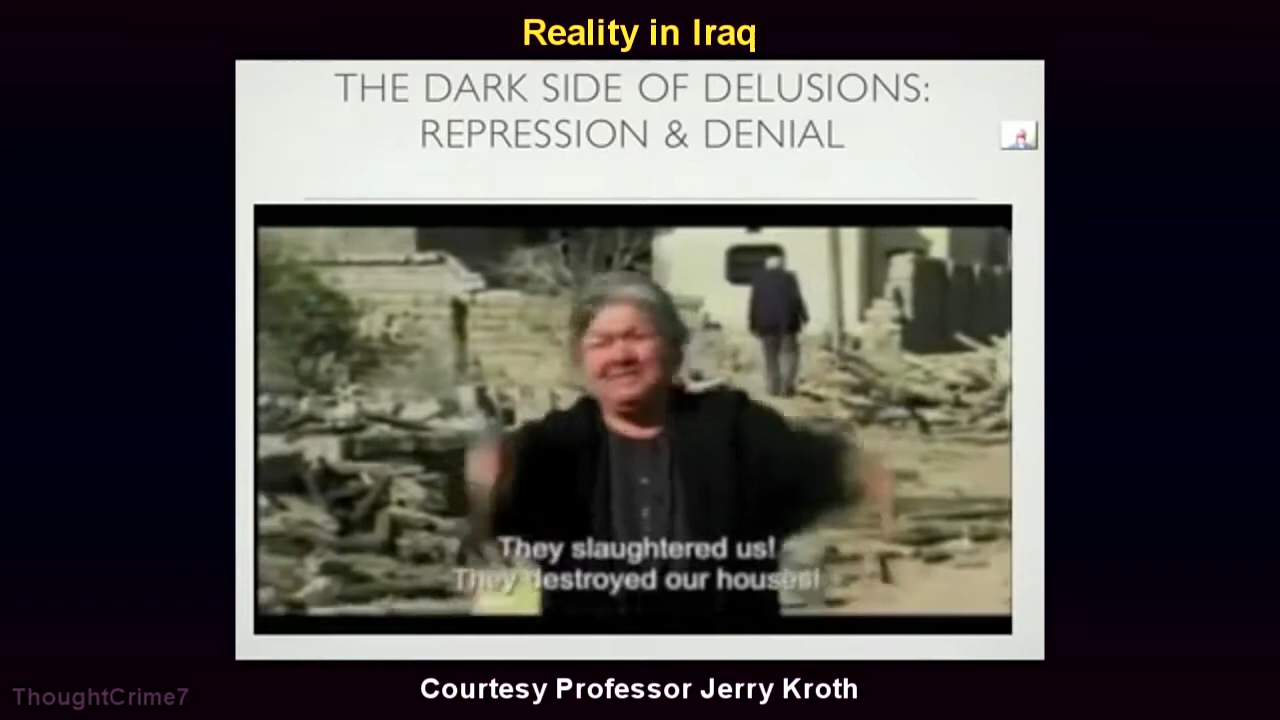 Reality in Iraq
THE DARK SIDE OF DELUSIONS:
REPRESSION & DENIAL
They slaughtered us!
They destroyed our houses!
Courtesy Professor Jerry Kroth
ThoughtCrime7